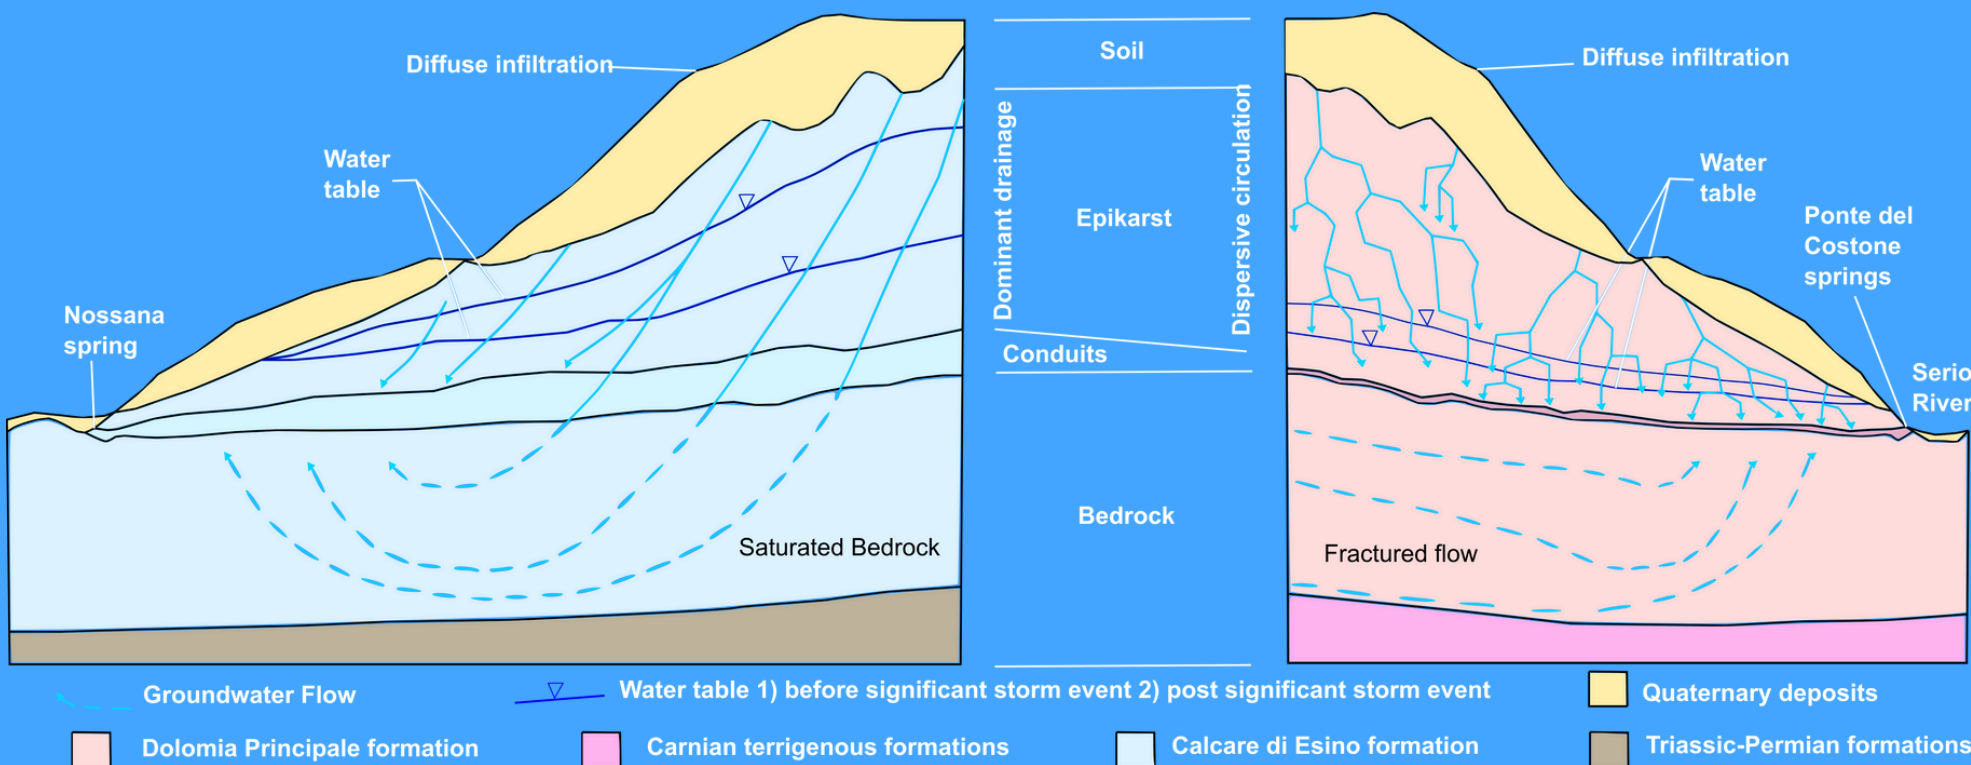 Diffuse infiltration
Soil
Diffuse infiltration
Water
table
Dominant drainage
Epikarst
Dispersive circulation
Water
table
Ponte del
Costone
springs
Nossana
spring
Conduits
Serio
River
Bedrock
Saturated Bedrock
Fractured flow
Groundwater Flow
Water table 1) before significant storm event 2) post significant storm event
Quaternary deposits
Dolomia Principale formation
Carnian terrigenous formations
Calcare di Esino formation
Triassic-Permian formations